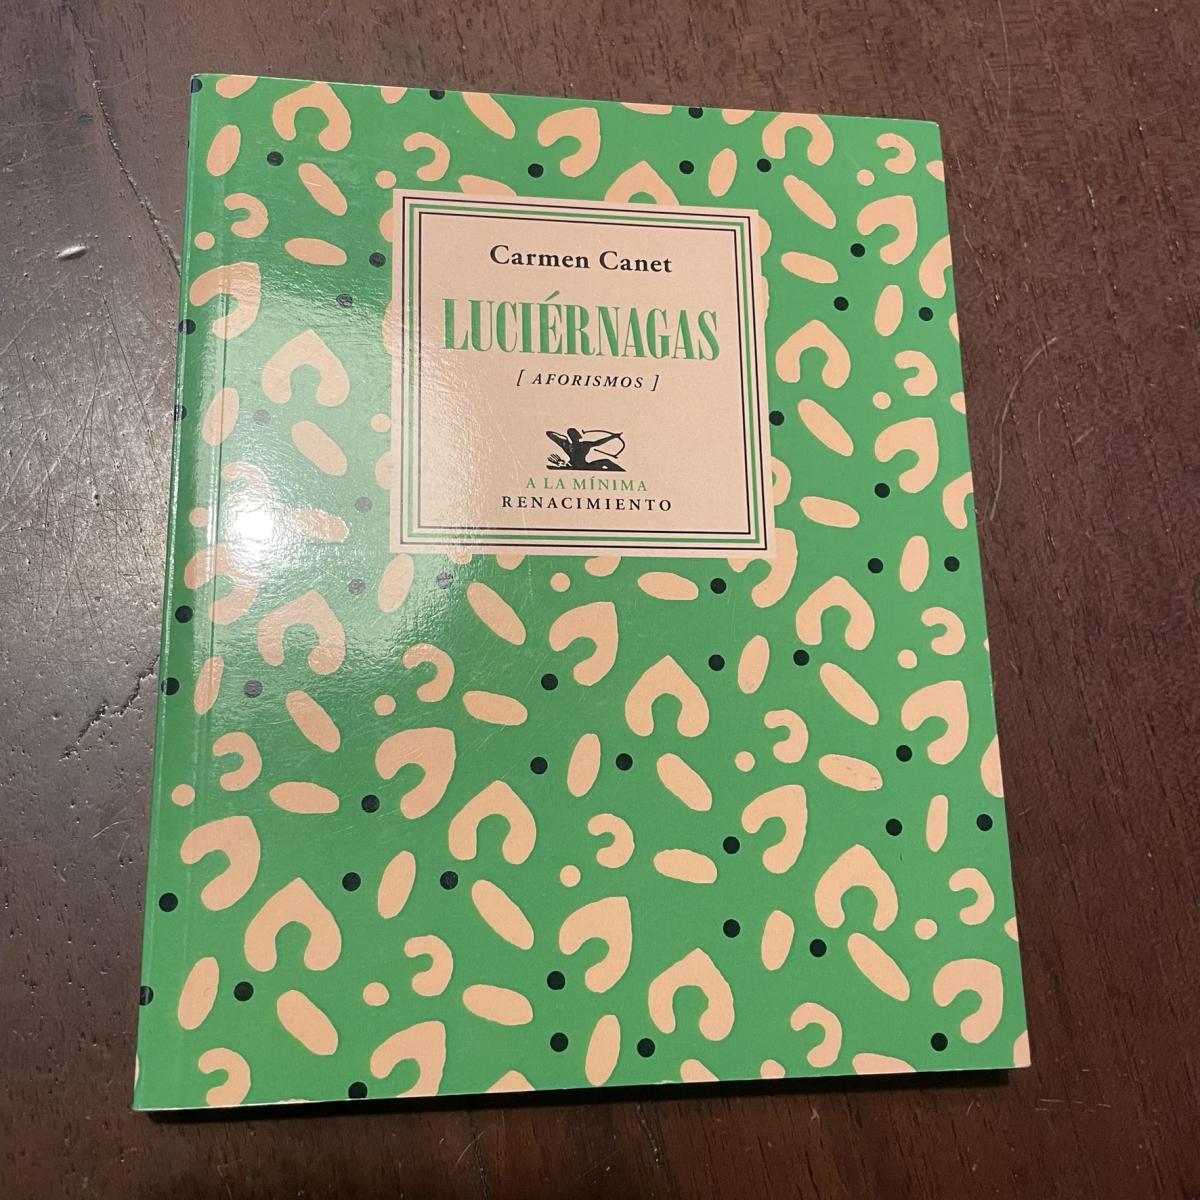 Carmen Canet
LUCIÉRNAGAS
[ AFORISMOS ]
A LA MÍNIMA
RENACIMIENTO